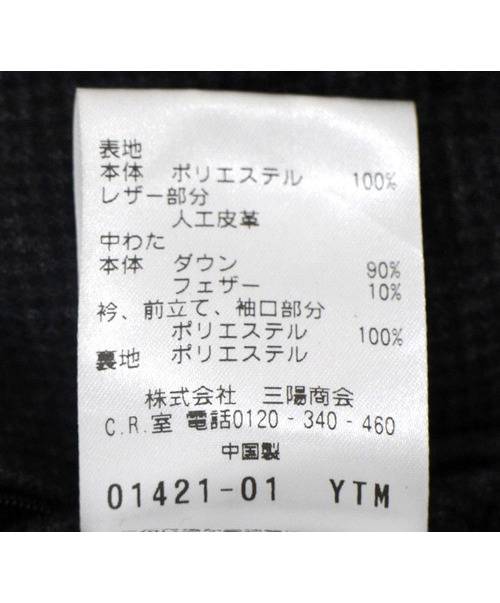 表地
本体 ポリエステル 100%
レザー部分
人工皮革
中わた
本体 ダウン 90%
フェザー 10%
衿、前立て、袖口部分
ポリエステル 100%
裏地 ポリエステル
株式会社 三陽商会
C.R.室 電話0120-340-460
中国製
01421-01 YTM